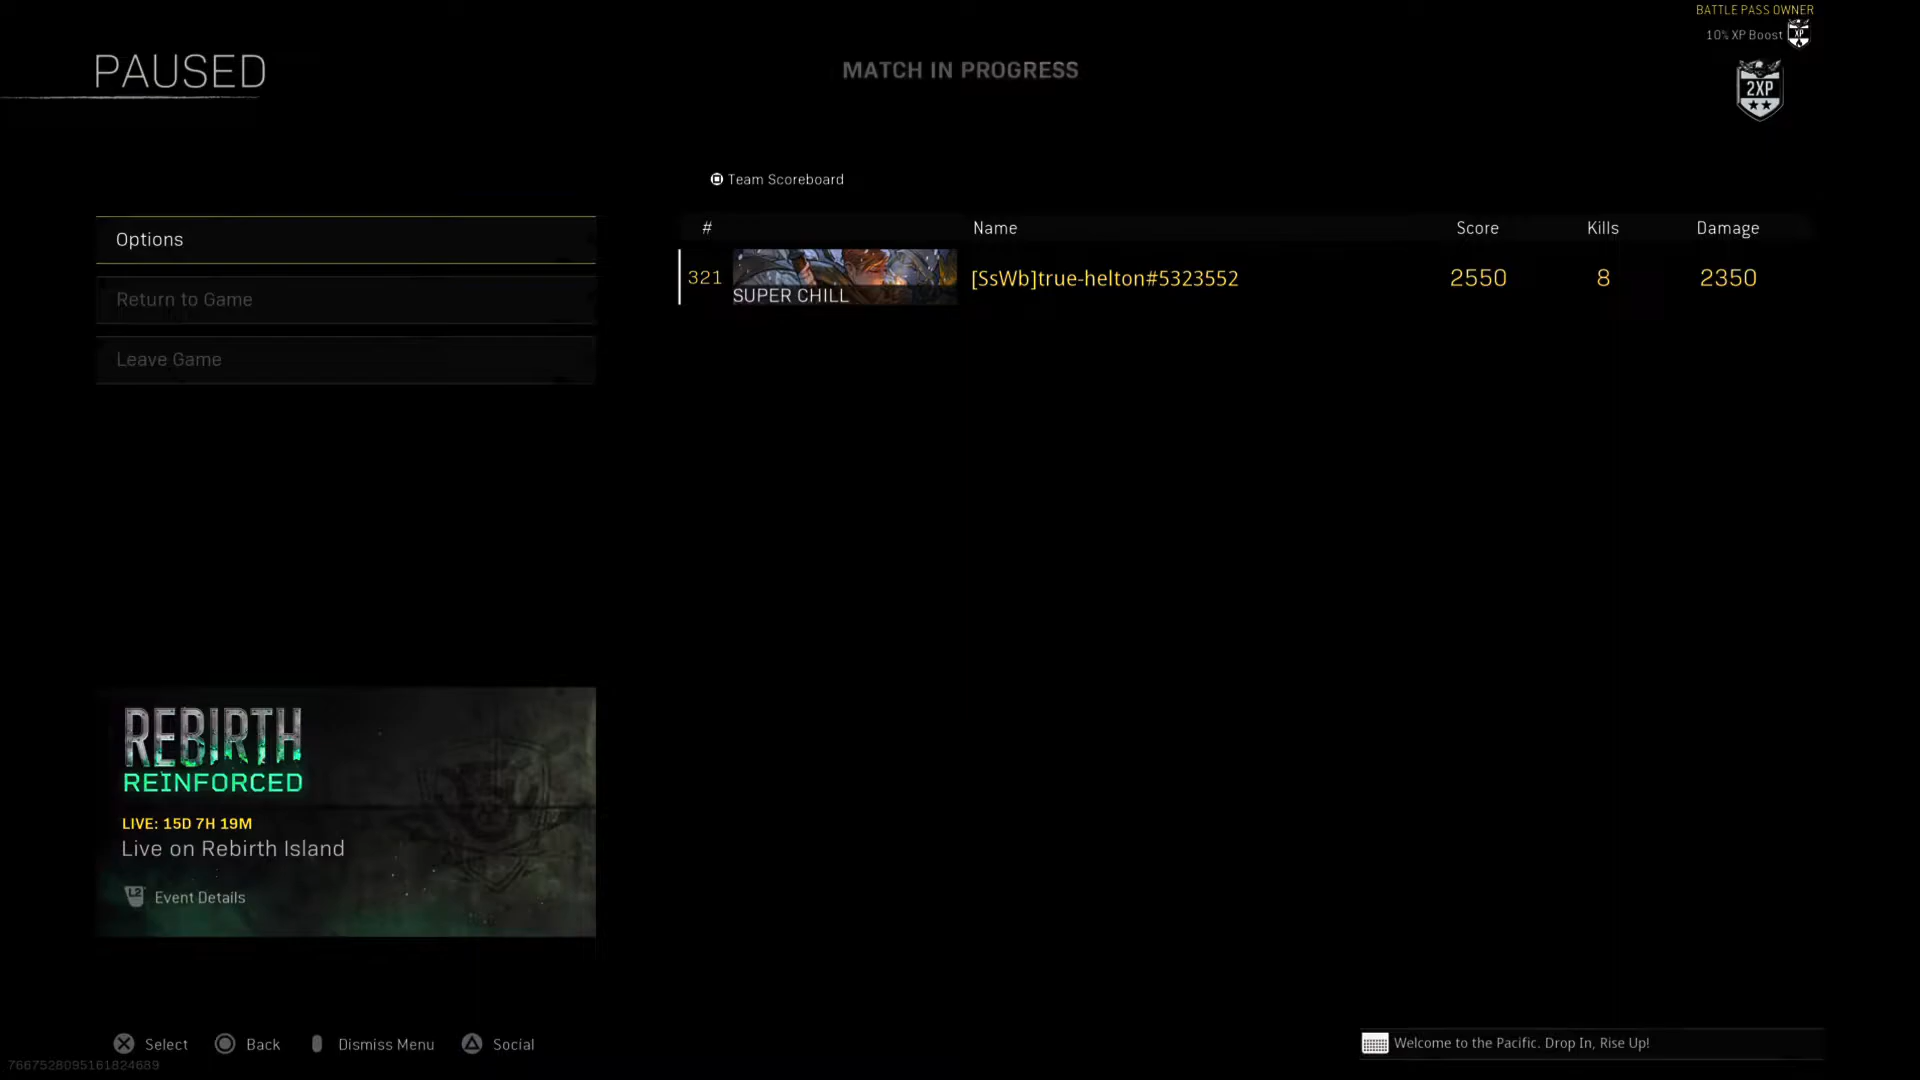 BATTLE PASS OWNER
10% XP Boost XP
PAUSED
MATCH IN PROGRESS
2XP
Team Scoreboard
# Name Score Kills Damage
321 SUPER CHILL [SsWb]true-helton#5323552 2550 8 2350
Options
Return to Game
Leave Game
REBIRTH
REINFORCED
LIVE: 15D 7H 19M
Live on Rebirth Island
L2 Event Details
Select Back Dismiss Menu Social
Welcome to the Pacific. Drop In, Rise Up!
7667528095161824689